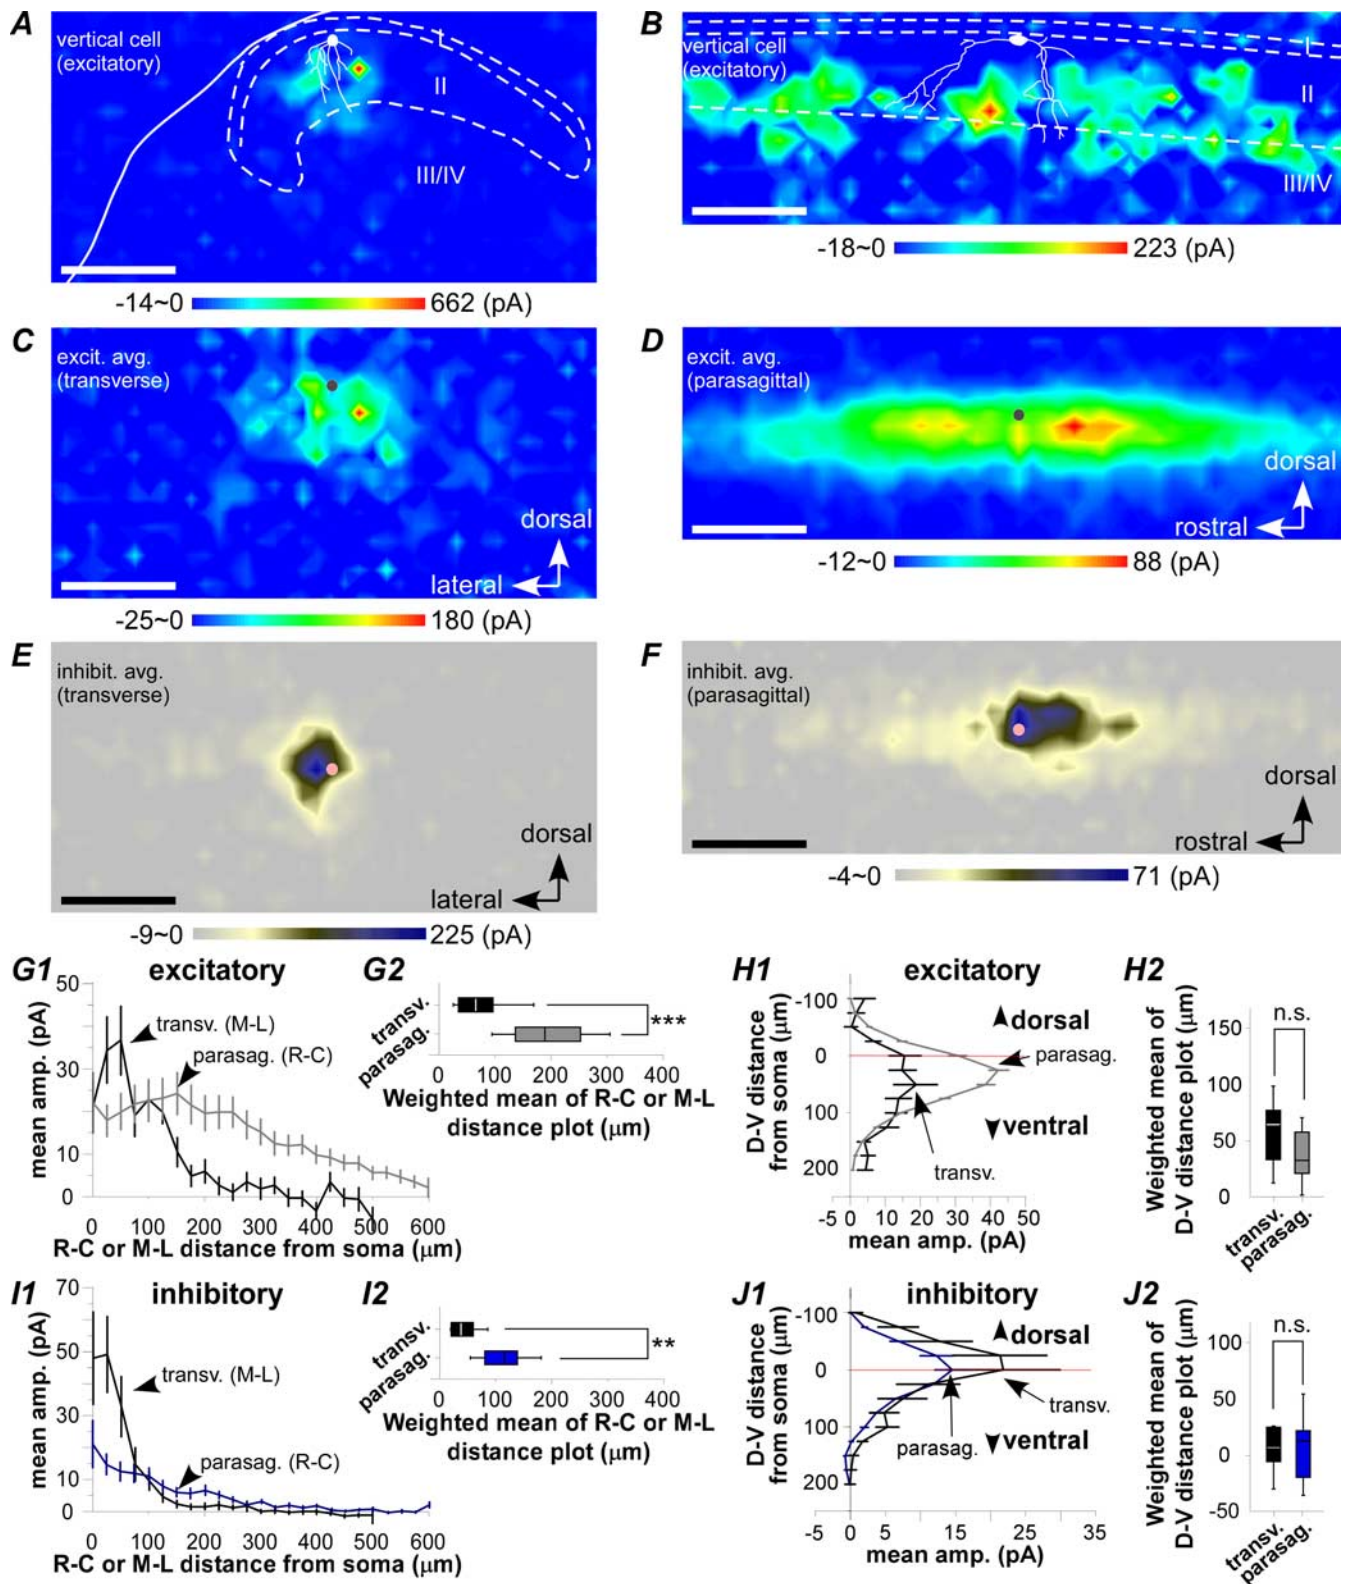 A
vertical cell
(excitatory)
I
II
III/IV
-14~0
662 (pA)
B
vertical cell
(excitatory)
I
II
III/IV
-18~0
223 (pA)
C
excit. avg.
(transverse)
dorsal
lateral
-25~0
180 (pA)
D
excit. avg.
(parasagittal)
dorsal
rostral
-12~0
88 (pA)
E
inhibit. avg.
(transverse)
dorsal
lateral
-9~0
225 (pA)
F
inhibit. avg.
(parasagittal)
dorsal
rostral
-4~0
71 (pA)
G1
excitatory
50
30
10
0
mean amp. (pA)
transv. (M-L)
parasag. (R-C)
0 100 200 300 400 500 600
R-C or M-L distance from soma (μm)
G2
transv.
parasag.
***
0 100 200 300 400
Weighted mean of R-C or M-L
distance plot (μm)
H1
excitatory
D-V distance
from soma (μm)
-100
0
100
200
dorsal
parasag.
ventral
transv.
-5 0 10 20 30 40 50
mean amp. (pA)
H2
Weighted mean of
D-V distance plot (μm)
150
100
50
0
n.s.
transv.
parasag.
I1
inhibitory
70
50
30
10
0
mean amp. (pA)
transv. (M-L)
parasag. (R-C)
0 100 200 300 400 500 600
R-C or M-L distance from soma (μm)
I2
transv.
parasag.
**
0 100 200 300 400
Weighted mean of R-C or M-L
distance plot (μm)
J1
inhibitory
D-V distance
from soma (μm)
-100
0
100
200
dorsal
transv.
parasag.
ventral
-5 0 5 15 25 35
mean amp. (pA)
J2
Weighted mean of
D-V distance plot (μm)
100
50
0
-50
n.s.
transv.
parasag.